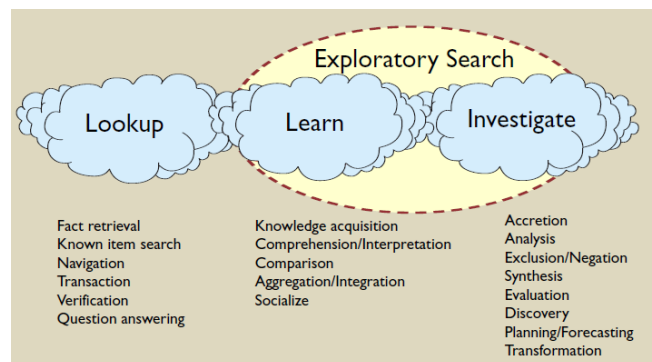 Exploratory Search
Lookup
Learn
Investigate
Fact retrieval
Known item search
Navigation
Transaction
Verification
Question answering
Knowledge acquisition
Comprehension/Interpretation
Comparison
Aggregation/Integration
Socialize
Accretion
Analysis
Exclusion/Negation
Synthesis
Evaluation
Discovery
Planning/Forecasting
Transformation